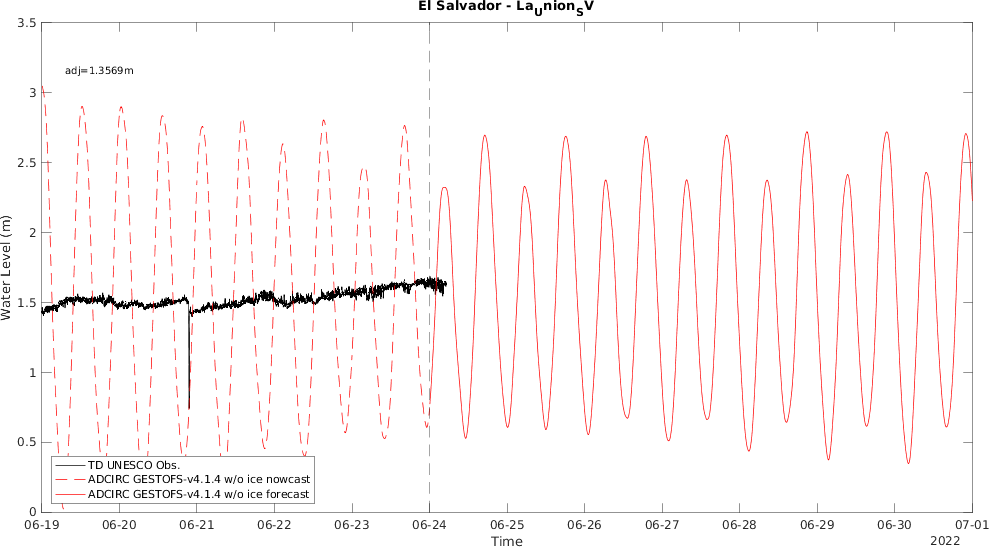 El Salvador - LaUnionSV
adj=1.3569m
3.5
3
2.5
2
1.5
1
0.5
0
Water Level (m)
TD UNESCO Obs.
ADCIRC GESTOFS-v4.1.4 w/o ice nowcast
ADCIRC GESTOFS-v4.1.4 w/o ice forecast
06-19 06-20 06-21 06-22 06-23 06-24 06-25 06-26 06-27 06-28 06-29 06-30 07-01
Time
2022